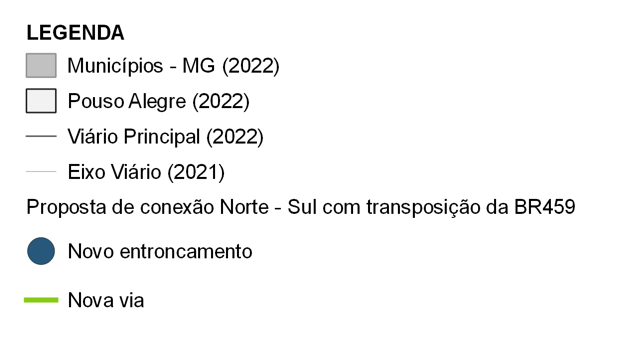 LEGENDA
Municípios - MG (2022)
Pouso Alegre (2022)
Viário Principal (2022)
Eixo Viário (2021)
Proposta de conexão Norte - Sul com transposição da BR459
Novo entroncamento
Nova via